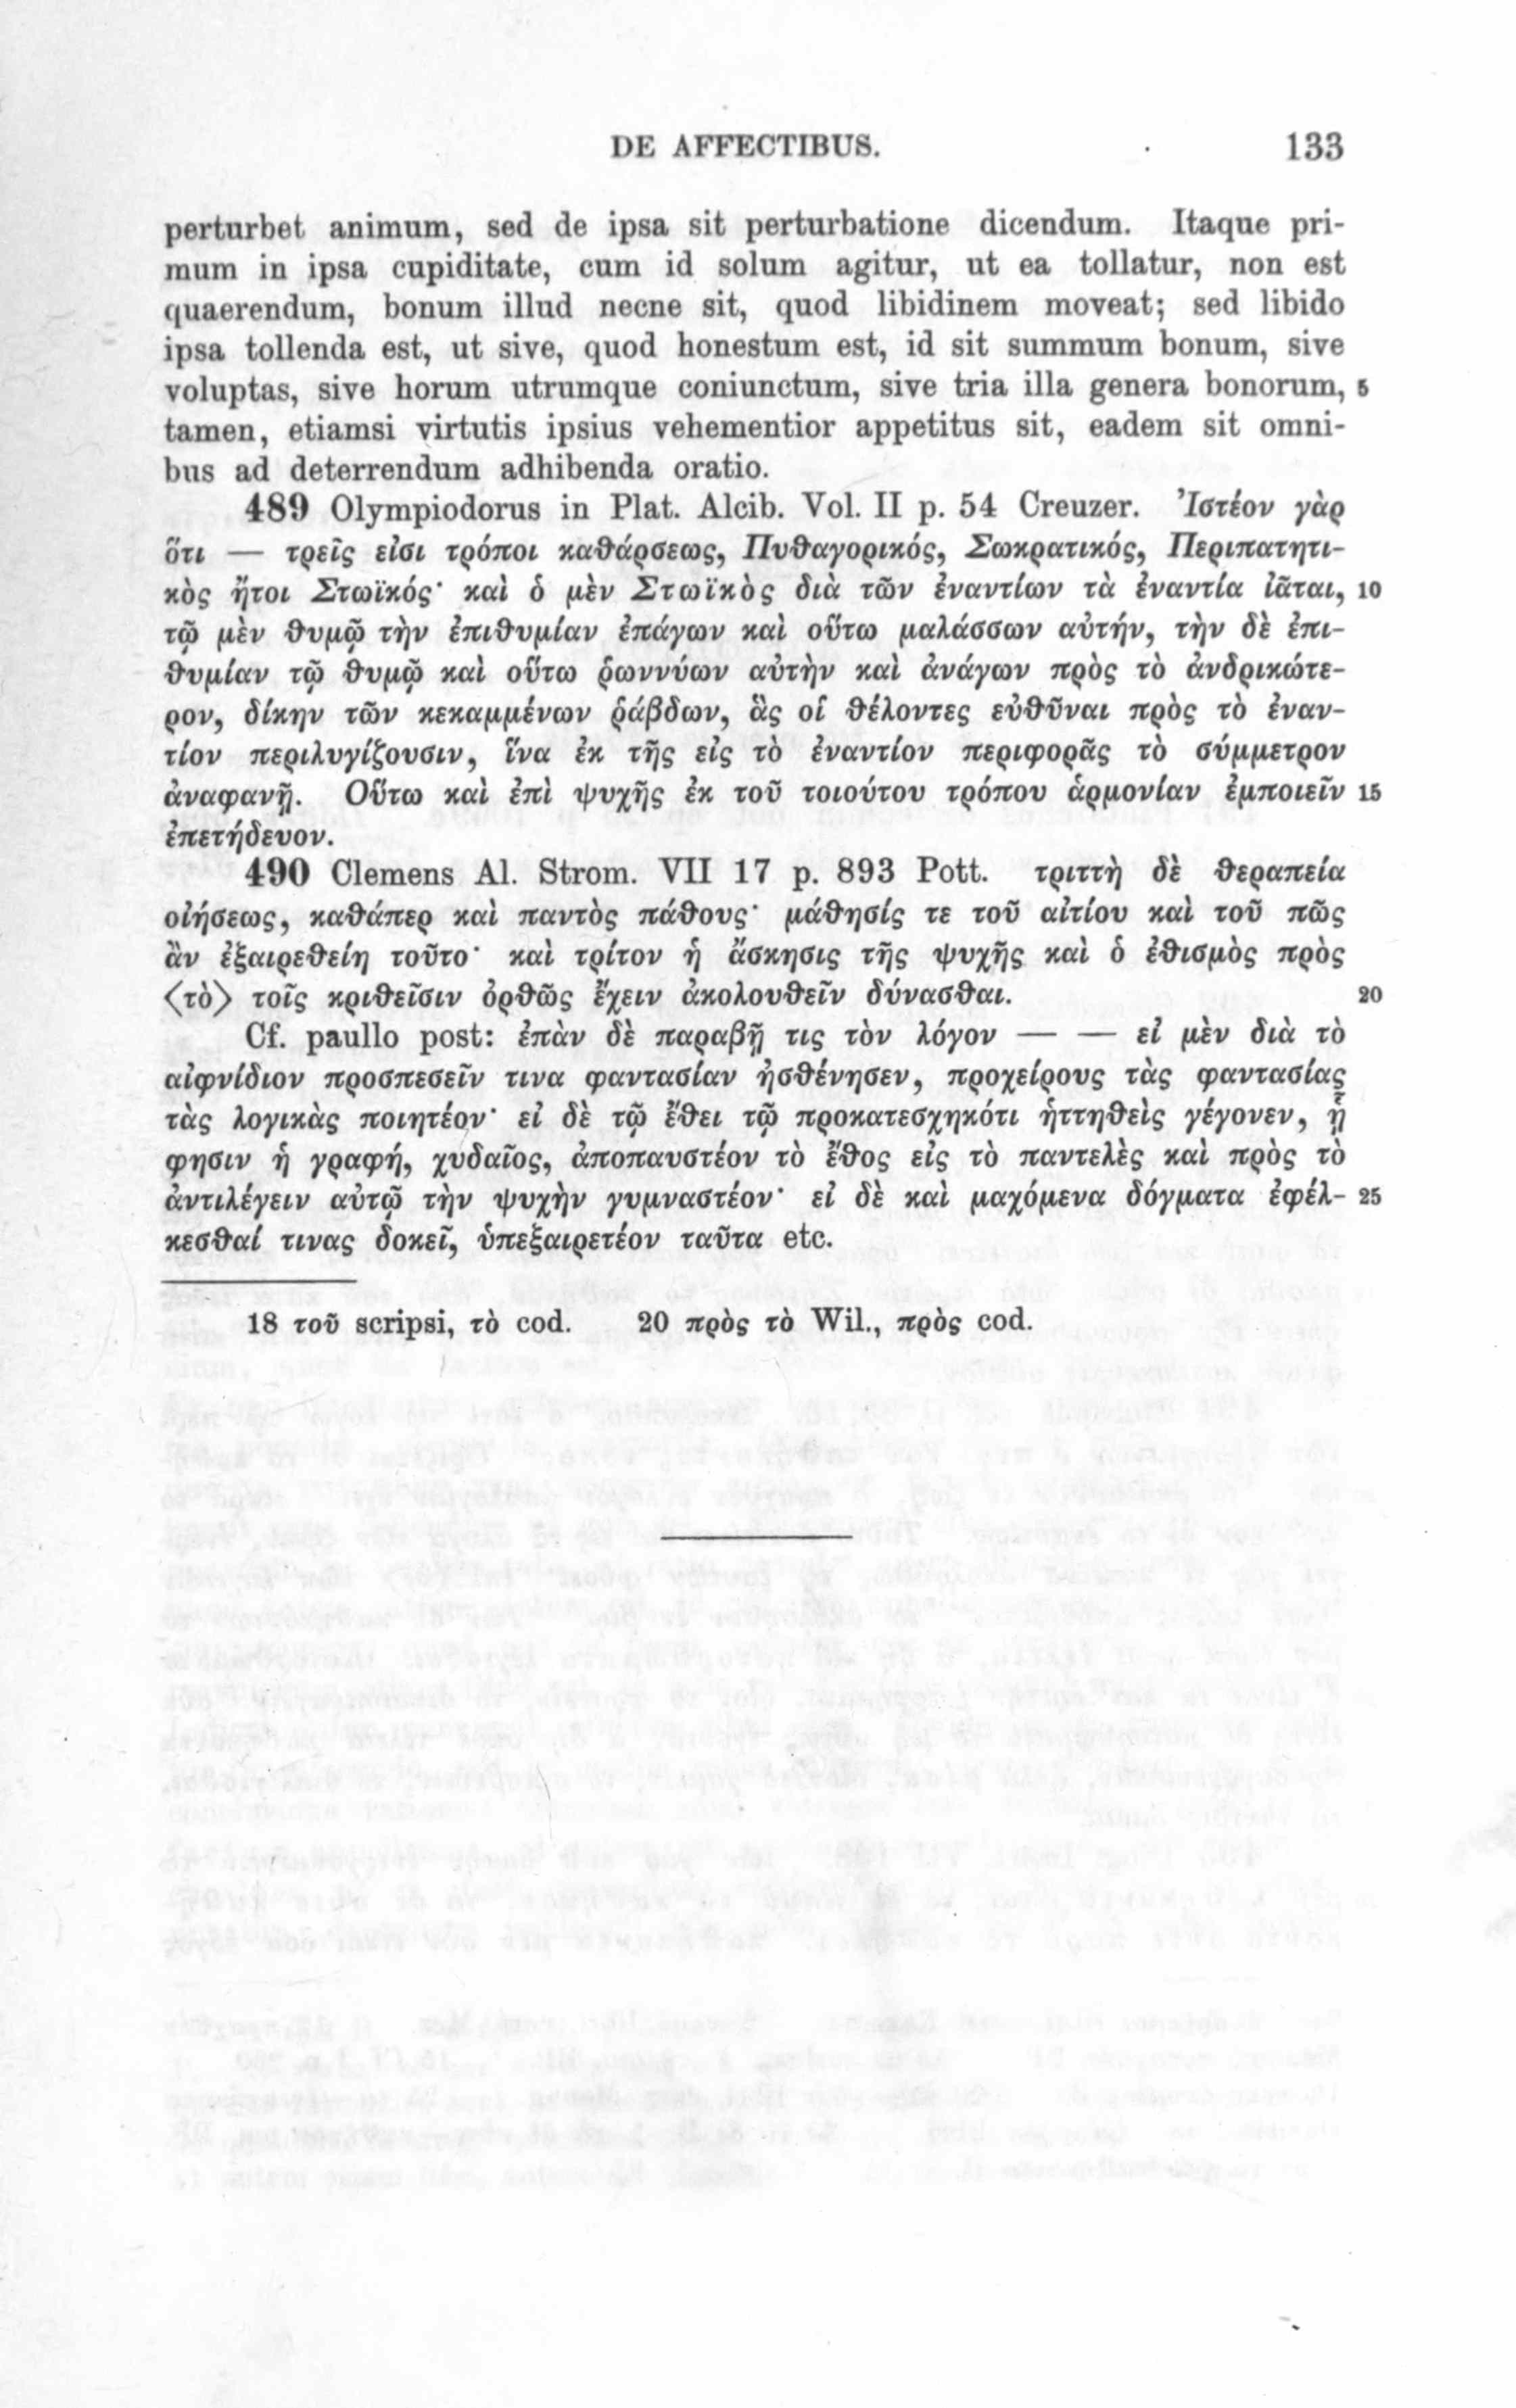 DE AFFECTIBUS. 133
perturbet animum, sed de ipsa sit perturbatione dicendum. Itaque pri-
mum in ipsa cupiditate, cum id solum agitur, ut ea tollatur, non est
quaerendum, bonum illud necne sit, quod libidinem moveat; sed libido
ipsa tollenda est, ut sive, quod honestum est, id sit summum bonum, sive
voluptas, sive horum utrumque coniunctum, sive tria illa genera bonorum, 5
tamen, etiamsi virtutis ipsius vehementior appetitus sit, eadem sit omni-
bus ad deterrendum adhibenda oratio.
489 Olympiodorus in Plat. Alcib. Vol. II p. 54 Creuzer. Ἰστέον γὰρ
ὅτι — τρεῖς εἰσι τρόποι καθάρσεως, Πυθαγορικός, Σωκρατικός, Περιπατητι-
κὸς ἤτοι Στωϊκός· καὶ ὁ μὲν Στωϊκὸς διὰ τῶν ἐναντίων τὰ ἐναντία ἰᾶται, 10
τῷ μὲν θυμῷ τὴν ἐπιθυμίαν ἐπάγων καὶ οὕτω μαλάσσων αὐτήν, τὴν δὲ ἐπι-
θυμίαν τῷ θυμῷ καὶ οὕτω ῥωννύων αὐτὴν καὶ ἀνάγων πρὸς τὸ ἀνδρικώτε-
ρον, δίκην τῶν κεκαμμένων ῥάβδων, ἃς οἱ θέλοντες εὐθῦναι πρὸς τὸ ἐναν-
τίον περιλυγίζουσιν, ἵνα ἐκ τῆς εἰς τὸ ἐναντίον περιφορᾶς τὸ σύμμετρον
ἀναφανῇ. Οὕτω καὶ ἐπὶ ψυχῆς ἐκ τοῦ τοιούτου τρόπου ἁρμονίαν ἐμποιεῖν 15
ἐπετήδευον.
490 Clemens Al. Strom. VII 17 p. 893 Pott. τριττὴ δὲ θεραπεία
οἰήσεως, καθάπερ καὶ παντὸς πάθους· μάθησίς τε τοῦ αἰτίου καὶ τοῦ πῶς
ἂν ἐξαιρεθείη τοῦτο· καὶ τρίτον ἡ ἄσκησις τῆς ψυχῆς καὶ ὁ ἐθισμὸς πρὸς
⟨τὸ⟩ τοῖς κριθεῖσιν ὀρθῶς ἔχειν ἀκολουθεῖν δύνασθαι. 20
Cf. paullo post: ἐπὰν δὲ παραβῇ τις τὸν λόγον — — εἰ μὲν διὰ τὸ
αἰφνίδιον προσπεσεῖν τινα φαντασίαν ἠσθένησεν, προχείρους τὰς φαντασίας
τὰς λογικὰς ποιητέον· εἰ δὲ τῷ ἔθει τῷ προκατεσχηκότι ἡττηθεὶς γέγονεν, ᾗ
φησιν ἡ γραφή, χυδαῖος, ἀποπαυστέον τὸ ἔθος εἰς τὸ παντελὲς καὶ πρὸς τὸ
ἀντιλέγειν αὐτῷ τὴν ψυχὴν γυμναστέον· εἰ δὲ καὶ μαχόμενα δόγματα ἐφέλ- 25
κεσθαί τινας δοκεῖ, ὑπεξαιρετέον ταῦτα etc.
18 τοῦ scripsi, τὸ cod. 20 πρὸς τὸ Wil., πρὸς cod.